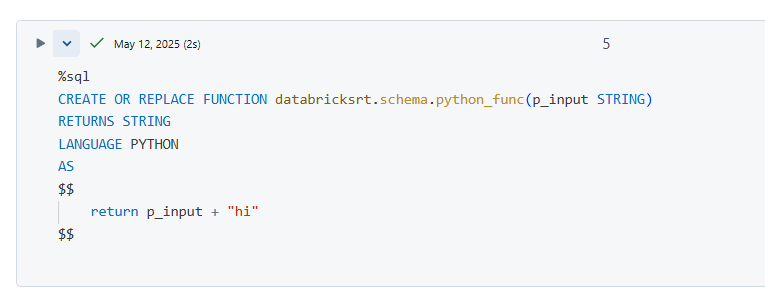 May 12, 2025 (2s) 5
%sql
CREATE OR REPLACE FUNCTION databricksrt.schema.python_func(p_input STRING)
RETURNS STRING
LANGUAGE PYTHON
AS
$$
    return p_input + "hi"
$$